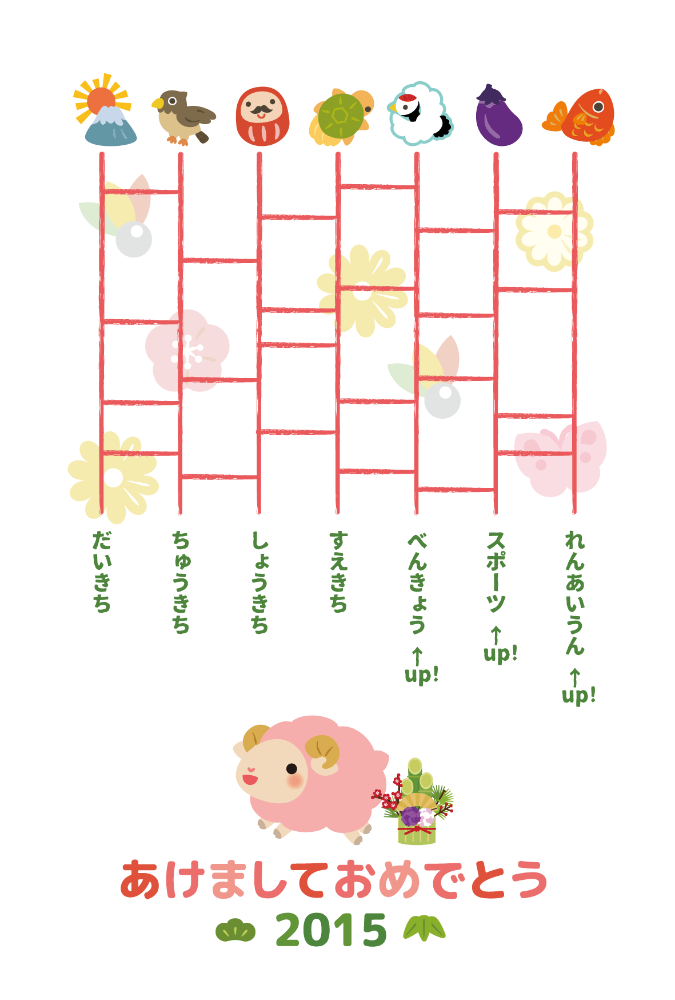 だいきち
ちゅうきち
しょうきち
すえきち
べんきょう ↑
up!
スポーツ ↑
up!
れんあいうん ↑
up!
あけましておめでとう
2015